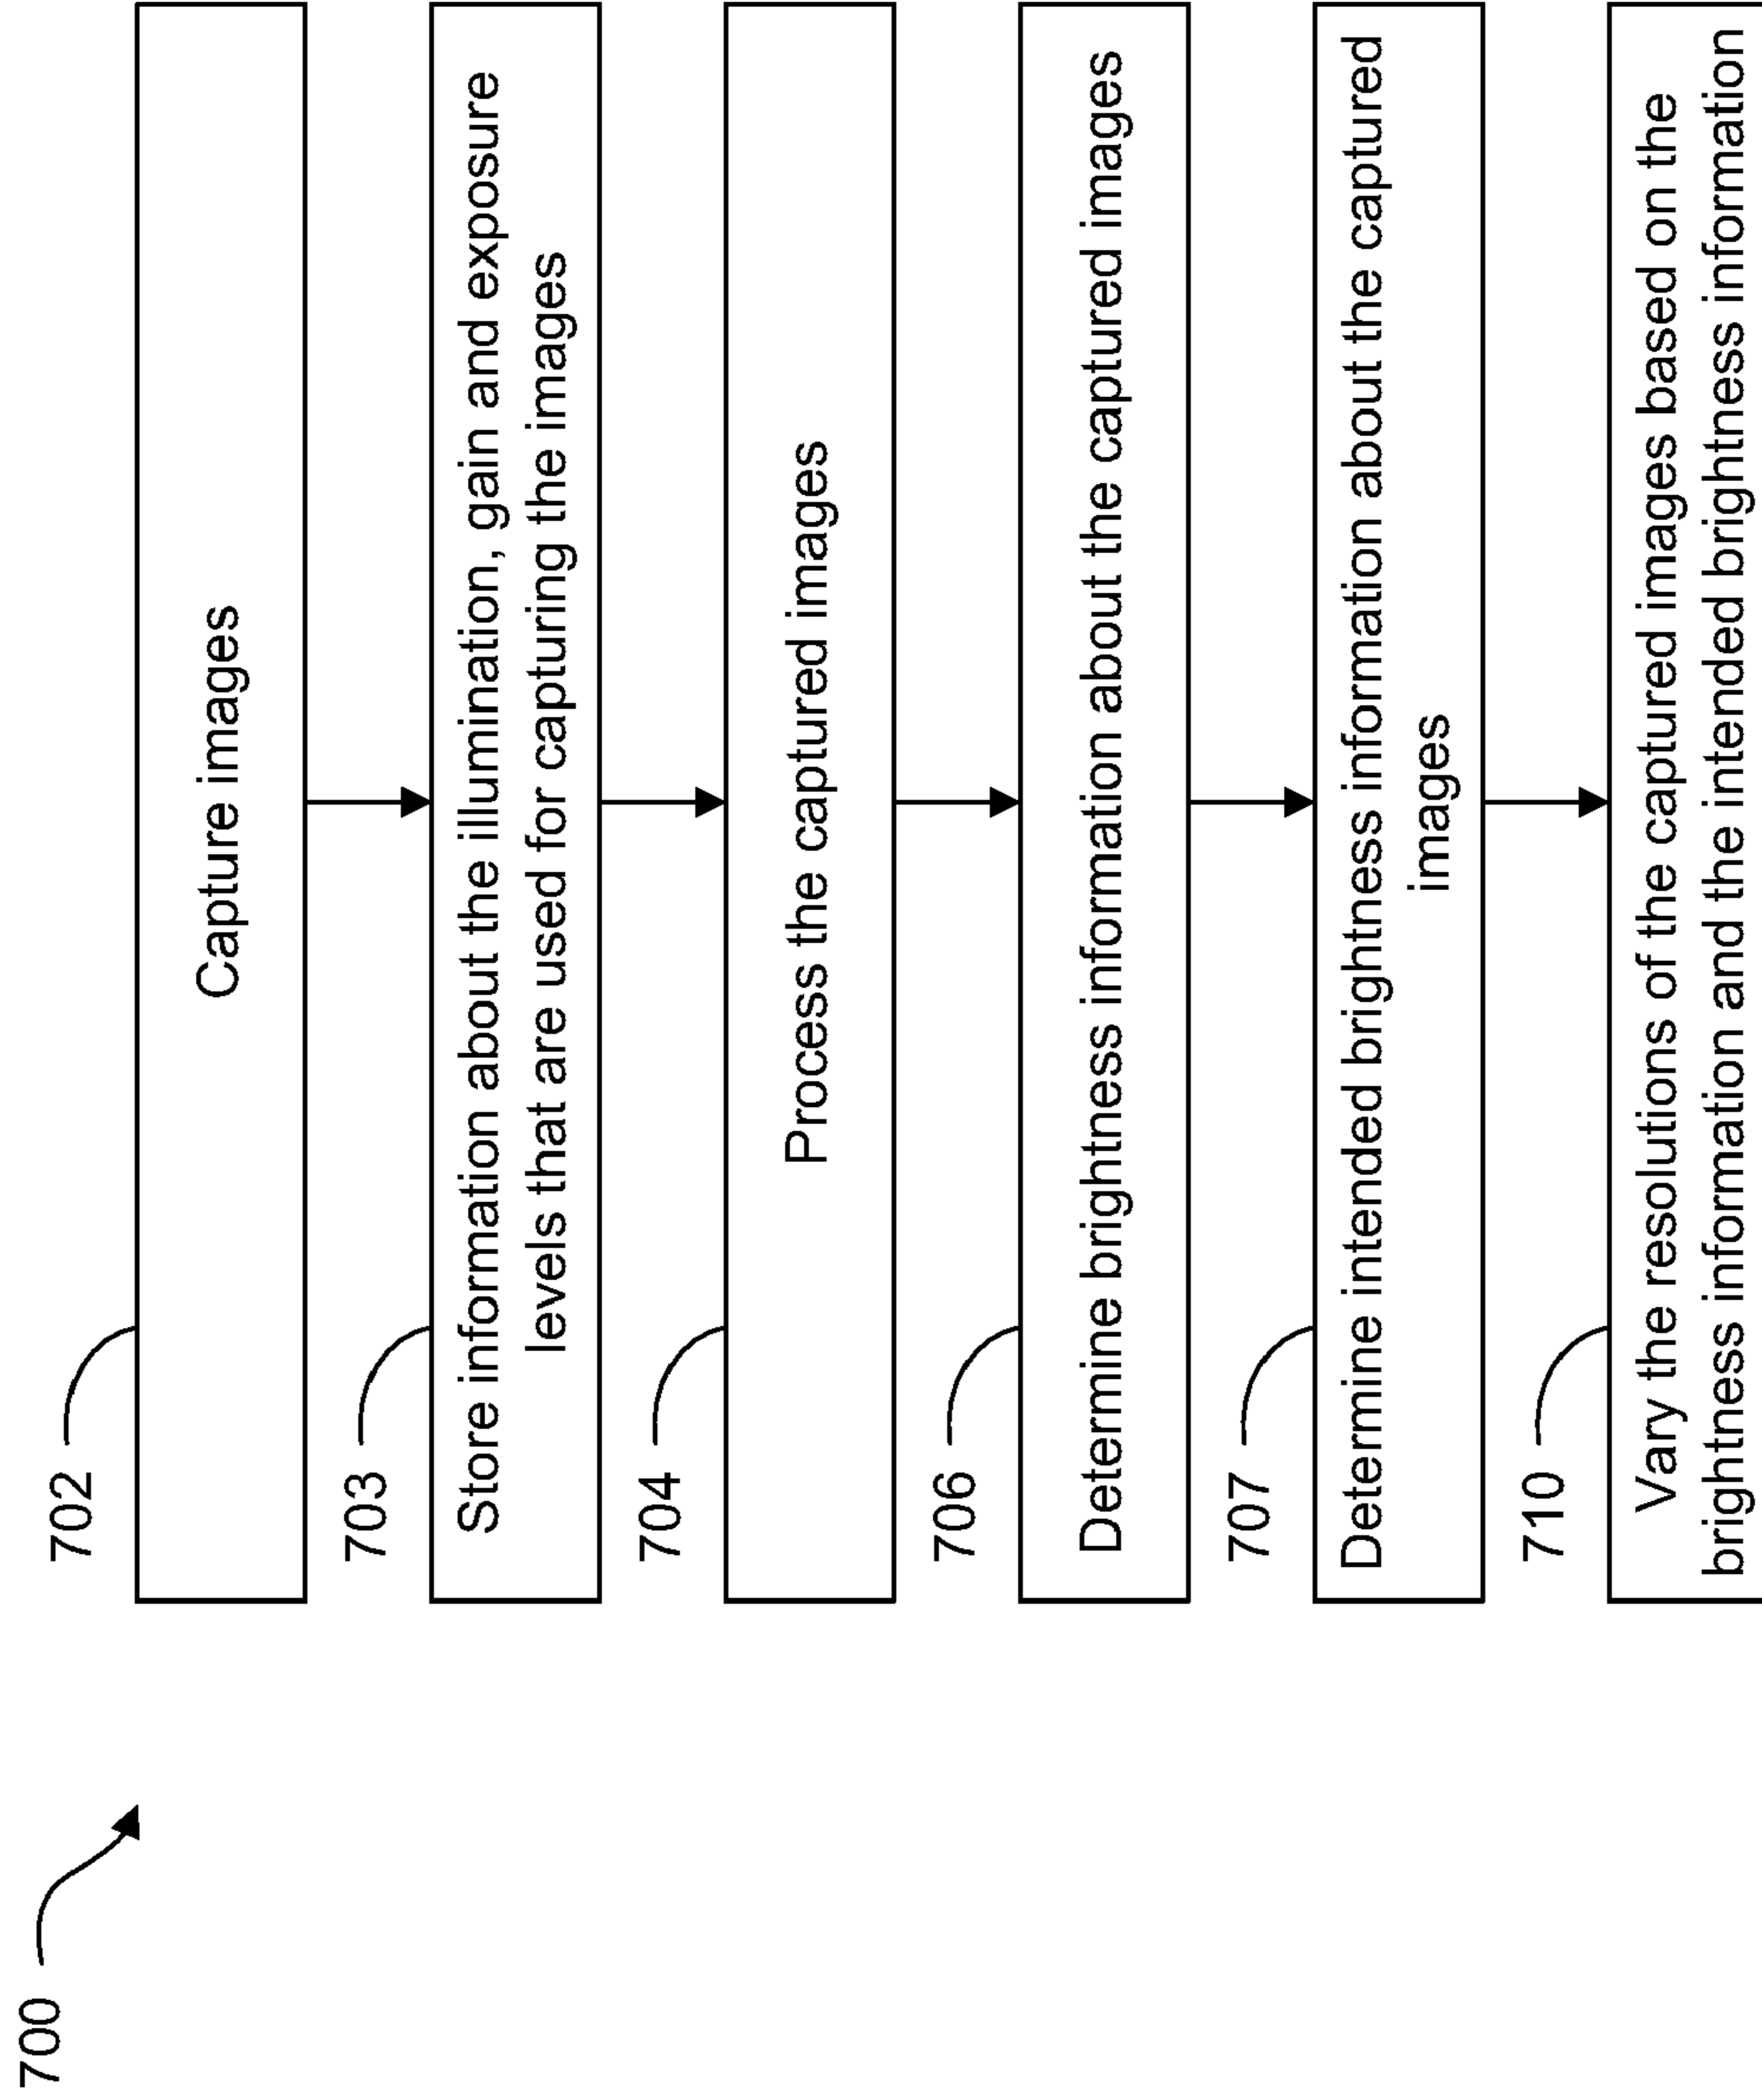 700
702
Capture images
703
Store information about the illumination, gain and exposure
levels that are used for capturing the images
704
Process the captured images
706
Determine brightness information about the captured images
707
Determine intended brightness information about the captured
images
710
Vary the resolutions of the captured images based on the
brightness information and the intended brightness information